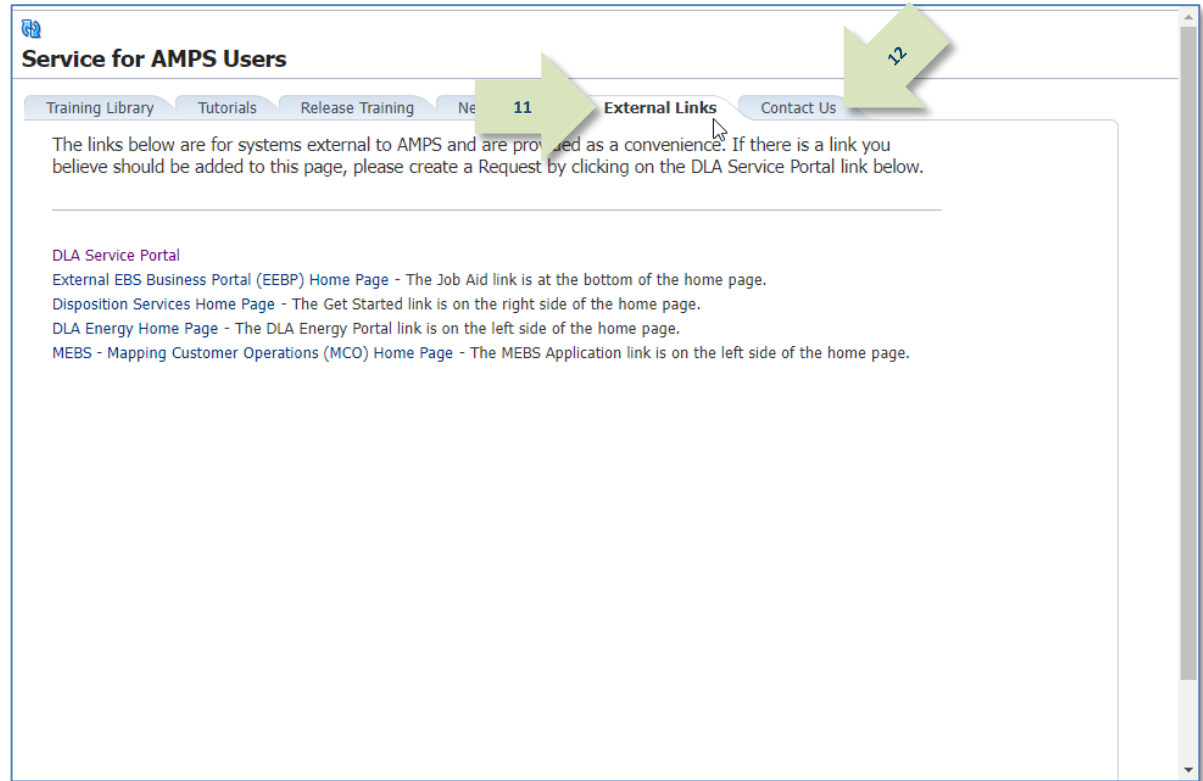 Service for AMPS Users
Training Library Tutorials Release Training Ne 11 External Links Contact Us 12
The links below are for systems external to AMPS and are provided as a convenience. If there is a link you
believe should be added to this page, please create a Request by clicking on the DLA Service Portal link below.
DLA Service Portal
External EBS Business Portal (EEBP) Home Page - The Job Aid link is at the bottom of the home page.
Disposition Services Home Page - The Get Started link is on the right side of the home page.
DLA Energy Home Page - The DLA Energy Portal link is on the left side of the home page.
MEBS - Mapping Customer Operations (MCO) Home Page - The MEBS Application link is on the left side of the home page.